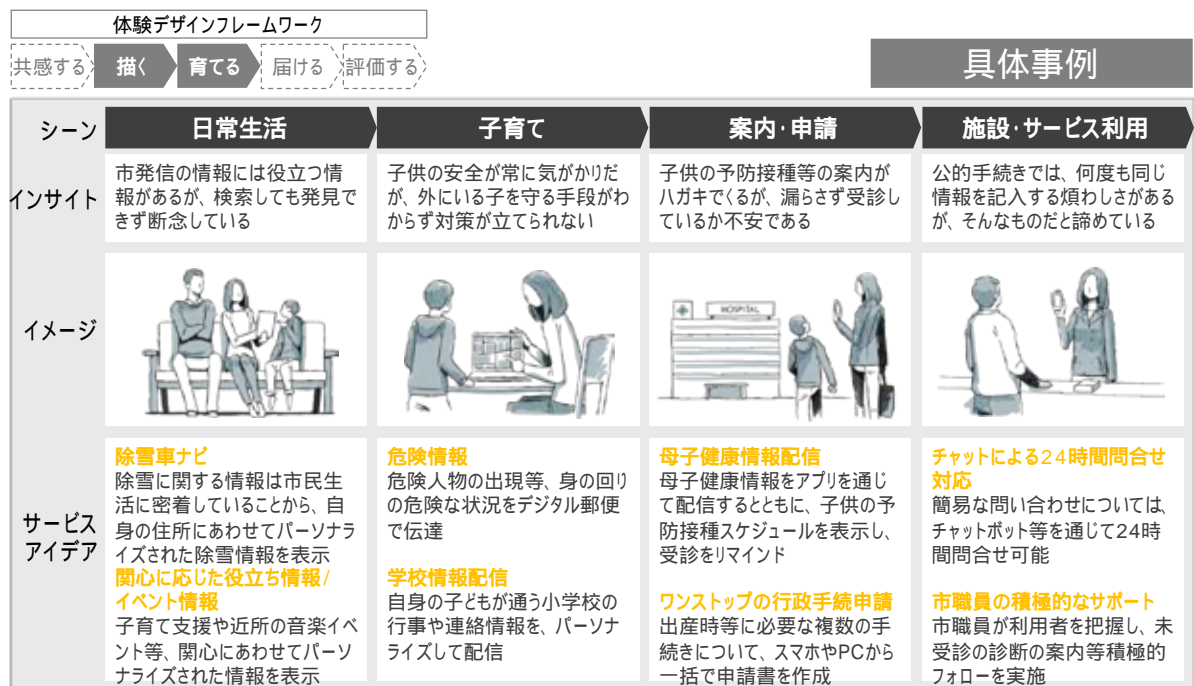 体験デザインフレームワーク
共感する
描く
育てる
届ける
評価する
具体事例
シーン
日常生活
子育て
案内・申請
施設・サービス利用
インサイト
市発信の情報には役立つ情
報があるが、検索しても発見で
きず断念している
子供の安全が常に気がかりだ
が、外にいる子を守る手段がわ
からず対策が立てられない
子供の予防接種等の案内が
ハガキでくるが、漏らさず受診し
ているか不安である
公的手続きでは、何度も同じ
情報を記入する煩わしさがある
が、そんなものだと諦めている
イメージ
HOSPITAL
サービス
アイデア
除雪車ナビ
除雪に関する情報は市民生
活に密着していることから、自
身の住所にあわせてパーソナラ
イズされた除雪情報を表示
関心に応じた役立ち情報/
イベント情報
子育て支援や近所の音楽イベ
ント等、関心にあわせてパーソ
ナライズされた情報を表示
危険情報
危険人物の出現等、身の回り
の危険な状況をデジタル郵便
で伝達
学校情報配信
自身の子どもが通う小学校の
行事や連絡情報を、パーソナ
ライズして配信
母子健康情報配信
母子健康情報をアプリを通じ
て配信するとともに、子供の予
防接種スケジュールを表示し、
受診をリマインド
ワンストップの行政手続申請
出産時等に必要な複数の手
続きについて、スマホやPCから
一括で申請書を作成
チャットによる24時間問合せ
対応
簡易な問い合わせについては、
チャットボット等を通じて24時
間問合せ可能
市職員の積極的なサポート
市職員が利用者を把握し、未
受診の診断の案内等積極的
フォローを実施